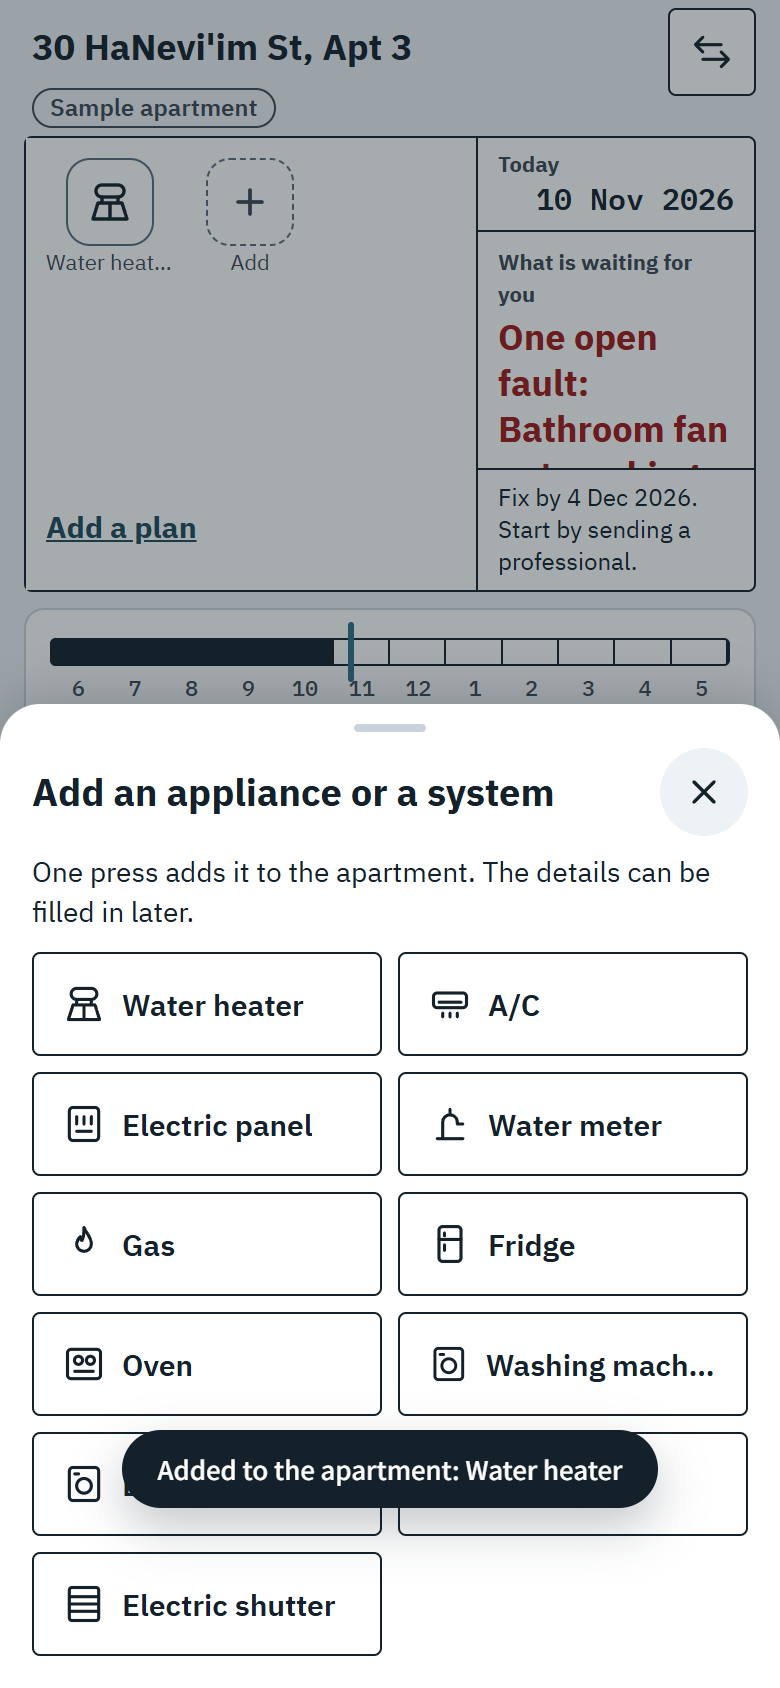 30 HaNevi'im St, Apt 3
Sample apartment
Water heat...
Add
Add a plan
Today
10 Nov 2026
What is waiting for
you
One open
fault:
Bathroom fan
Fix by 4 Dec 2026.
Start by sending a
professional.
6 7 8 9 10 11 12 1 2 3 4 5
Add an appliance or a system
One press adds it to the apartment. The details can be
filled in later.
Water heater
A/C
Electric panel
Water meter
Gas
Fridge
Oven
Washing mach...
Added to the apartment: Water heater
Electric shutter